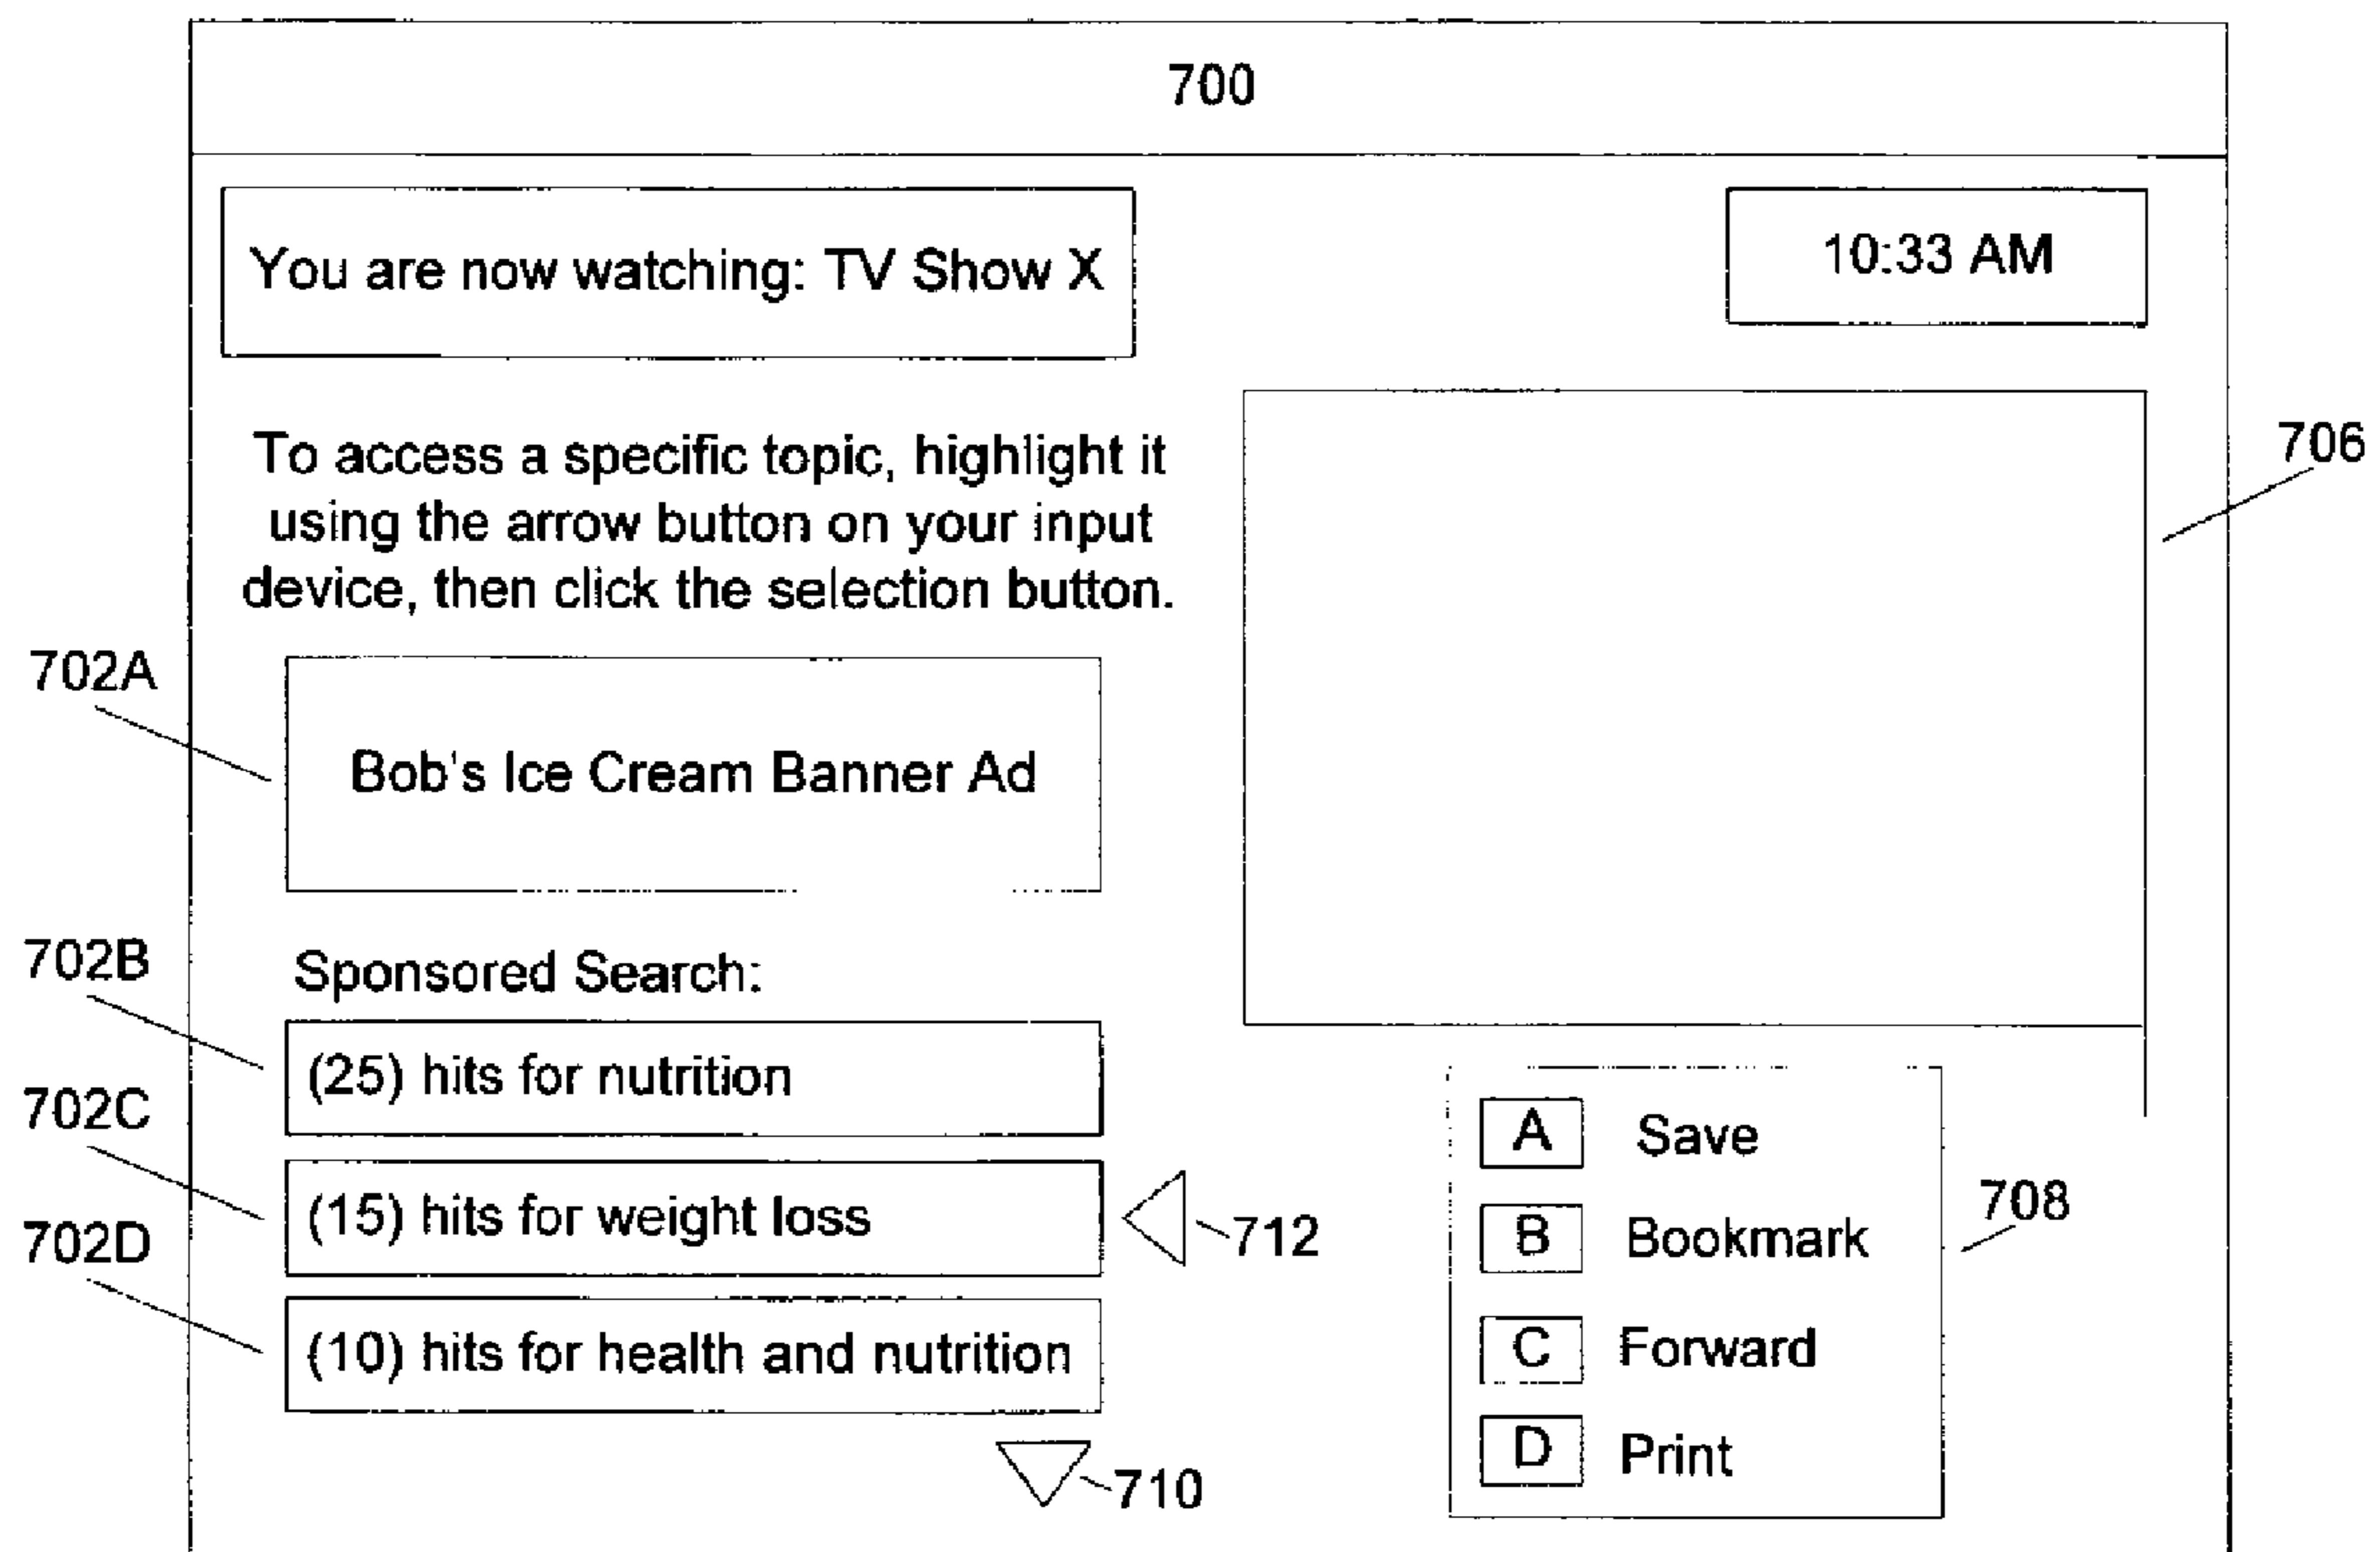 700
You are now watching: TV Show X
10:33 AM
706
To access a specific topic, highlight it
using the arrow button on your input
device, then click the selection button.
702A
Bob's Ice Cream Banner Ad
702B
Sponsored Search:
(25) hits for nutrition
702C
(15) hits for weight loss
712
702D
(10) hits for health and nutrition
710
A Save
B Bookmark
708
C Forward
D Print